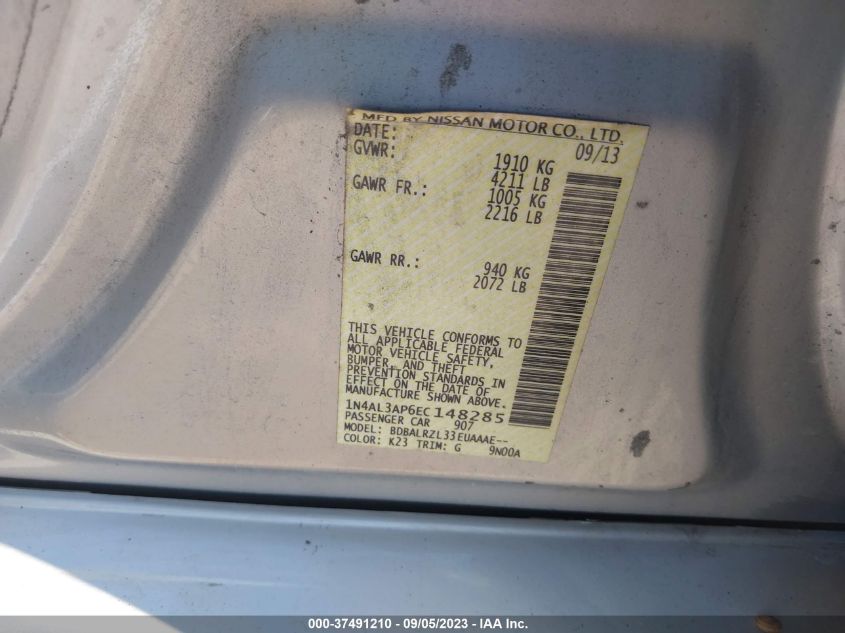 MFD BY NISSAN MOTOR CO., LTD.
DATE: 09/13
GVWR: 1910 KG
4211 LB
GAWR FR.: 1005 KG
2216 LB
GAWR RR.: 940 KG
2072 LB
THIS VEHICLE CONFORMS TO
ALL APPLICABLE FEDERAL
MOTOR VEHICLE SAFETY,
BUMPER, AND THEFT
PREVENTION STANDARDS IN
EFFECT ON THE DATE OF
MANUFACTURE SHOWN ABOVE.
1N4AL3AP6EC148285
PASSENGER CAR 907
MODEL: BDBALRZL33EUAAAE--
COLOR: K23 TRIM: G 9N00A
000-37491210 - 09/05/2023 - IAA Inc.